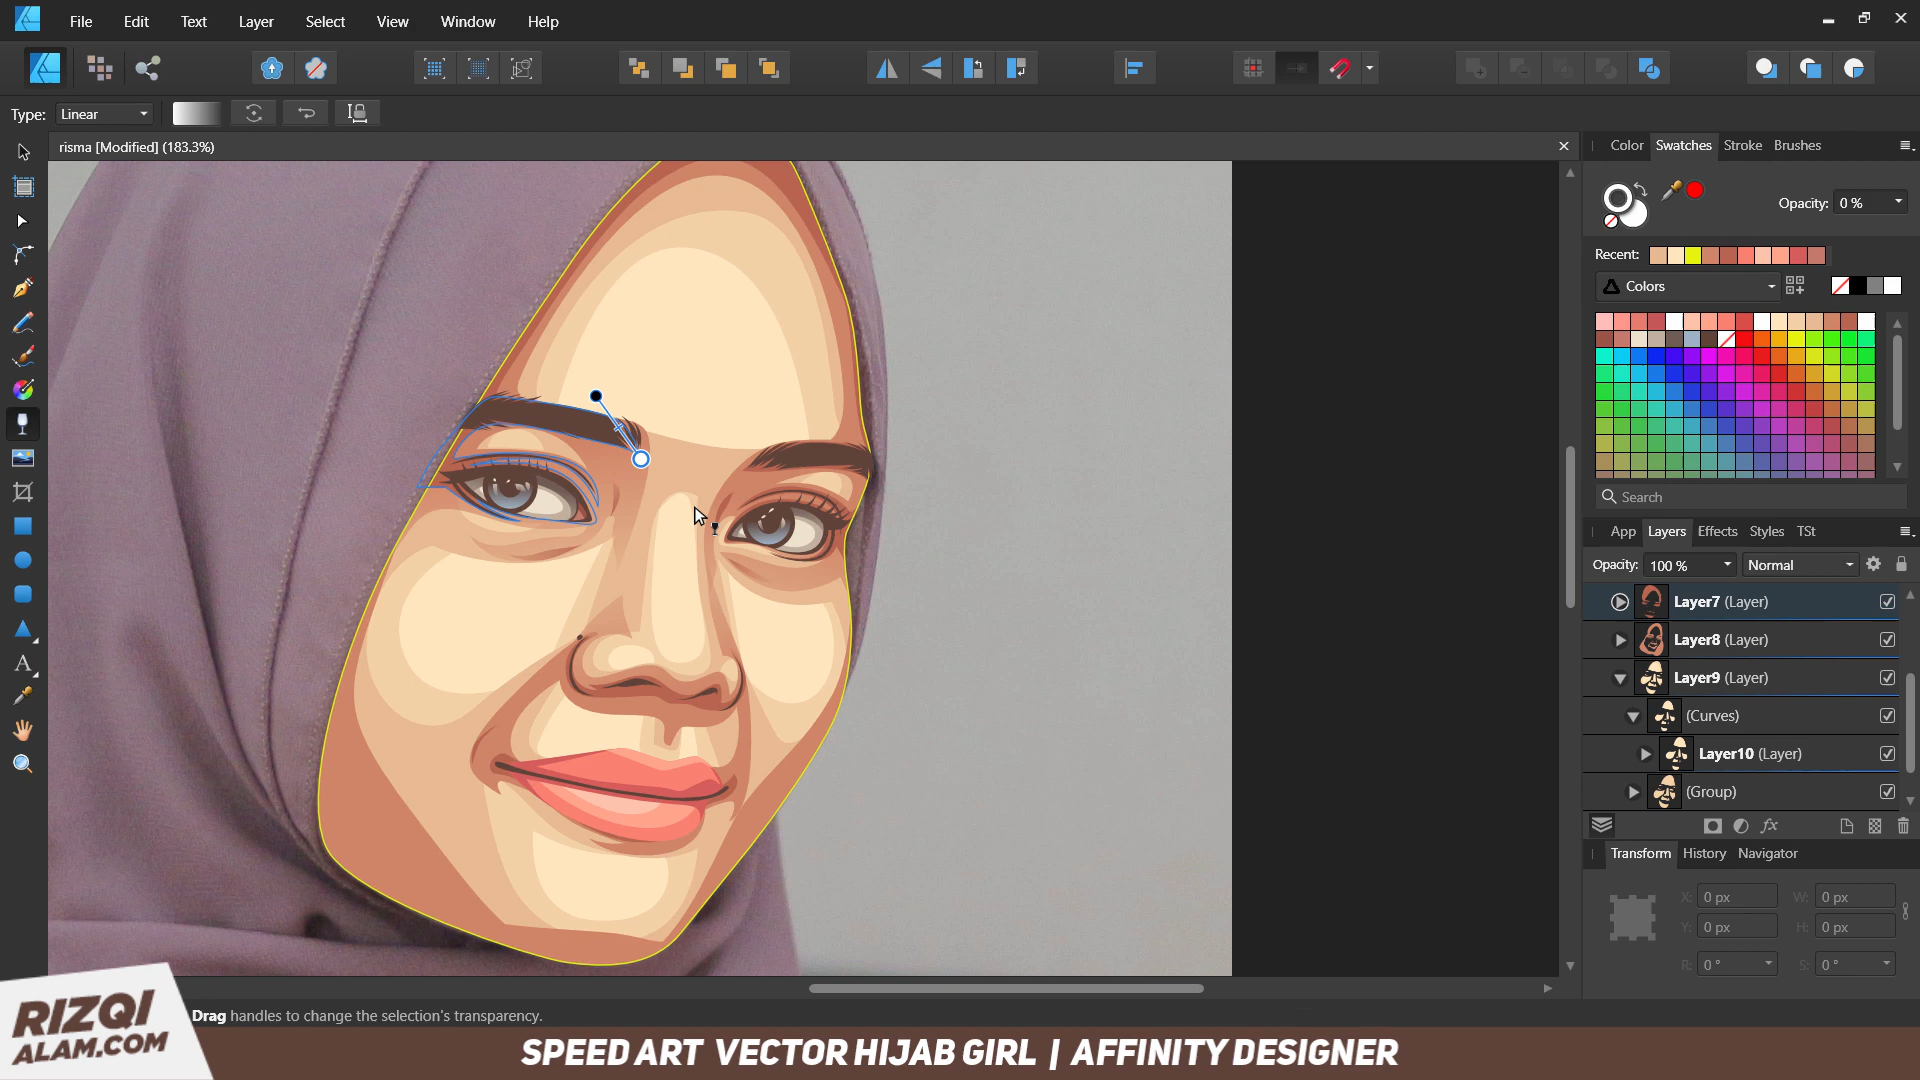 File Edit Text Layer Select View Window Help
Type: Linear
risma [Modified] (183.3%)
Color Swatches Stroke Brushes
Opacity: 0 %
Recent:
Colors
Search
App Layers Effects Styles TSt
Opacity: 100 % Normal
Layer7 (Layer)
Layer8 (Layer)
Layer9 (Layer)
(Curves)
Layer10 (Layer)
(Group)
Transform History Navigator
X: 0 px W: 0 px
Y: 0 px H: 0 px
R: 0 ° S: 0 °
Drag handles to change the selection's transparency.
RIZQI
ALAM.COM
SPEED ART VECTOR HIJAB GIRL | AFFINITY DESIGNER